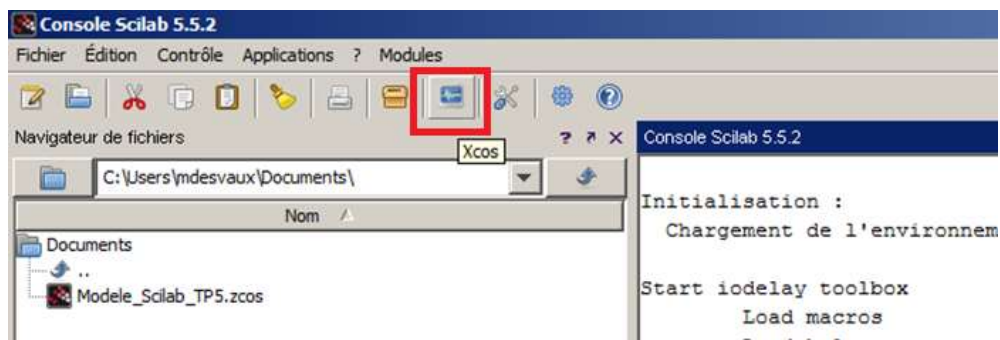 Console Scilab 5.5.2
Fichier Édition Contrôle Applications ? Modules
Xcos
Navigateur de fichiers
? X
Console Scilab 5.5.2
C:\Users\mdesvaux\Documents\
Nom
Documents
..
Modele_Scilab_TP5.zcos
Initialisation :
Chargement de l'environnem
Start iodelay toolbox
Load macros